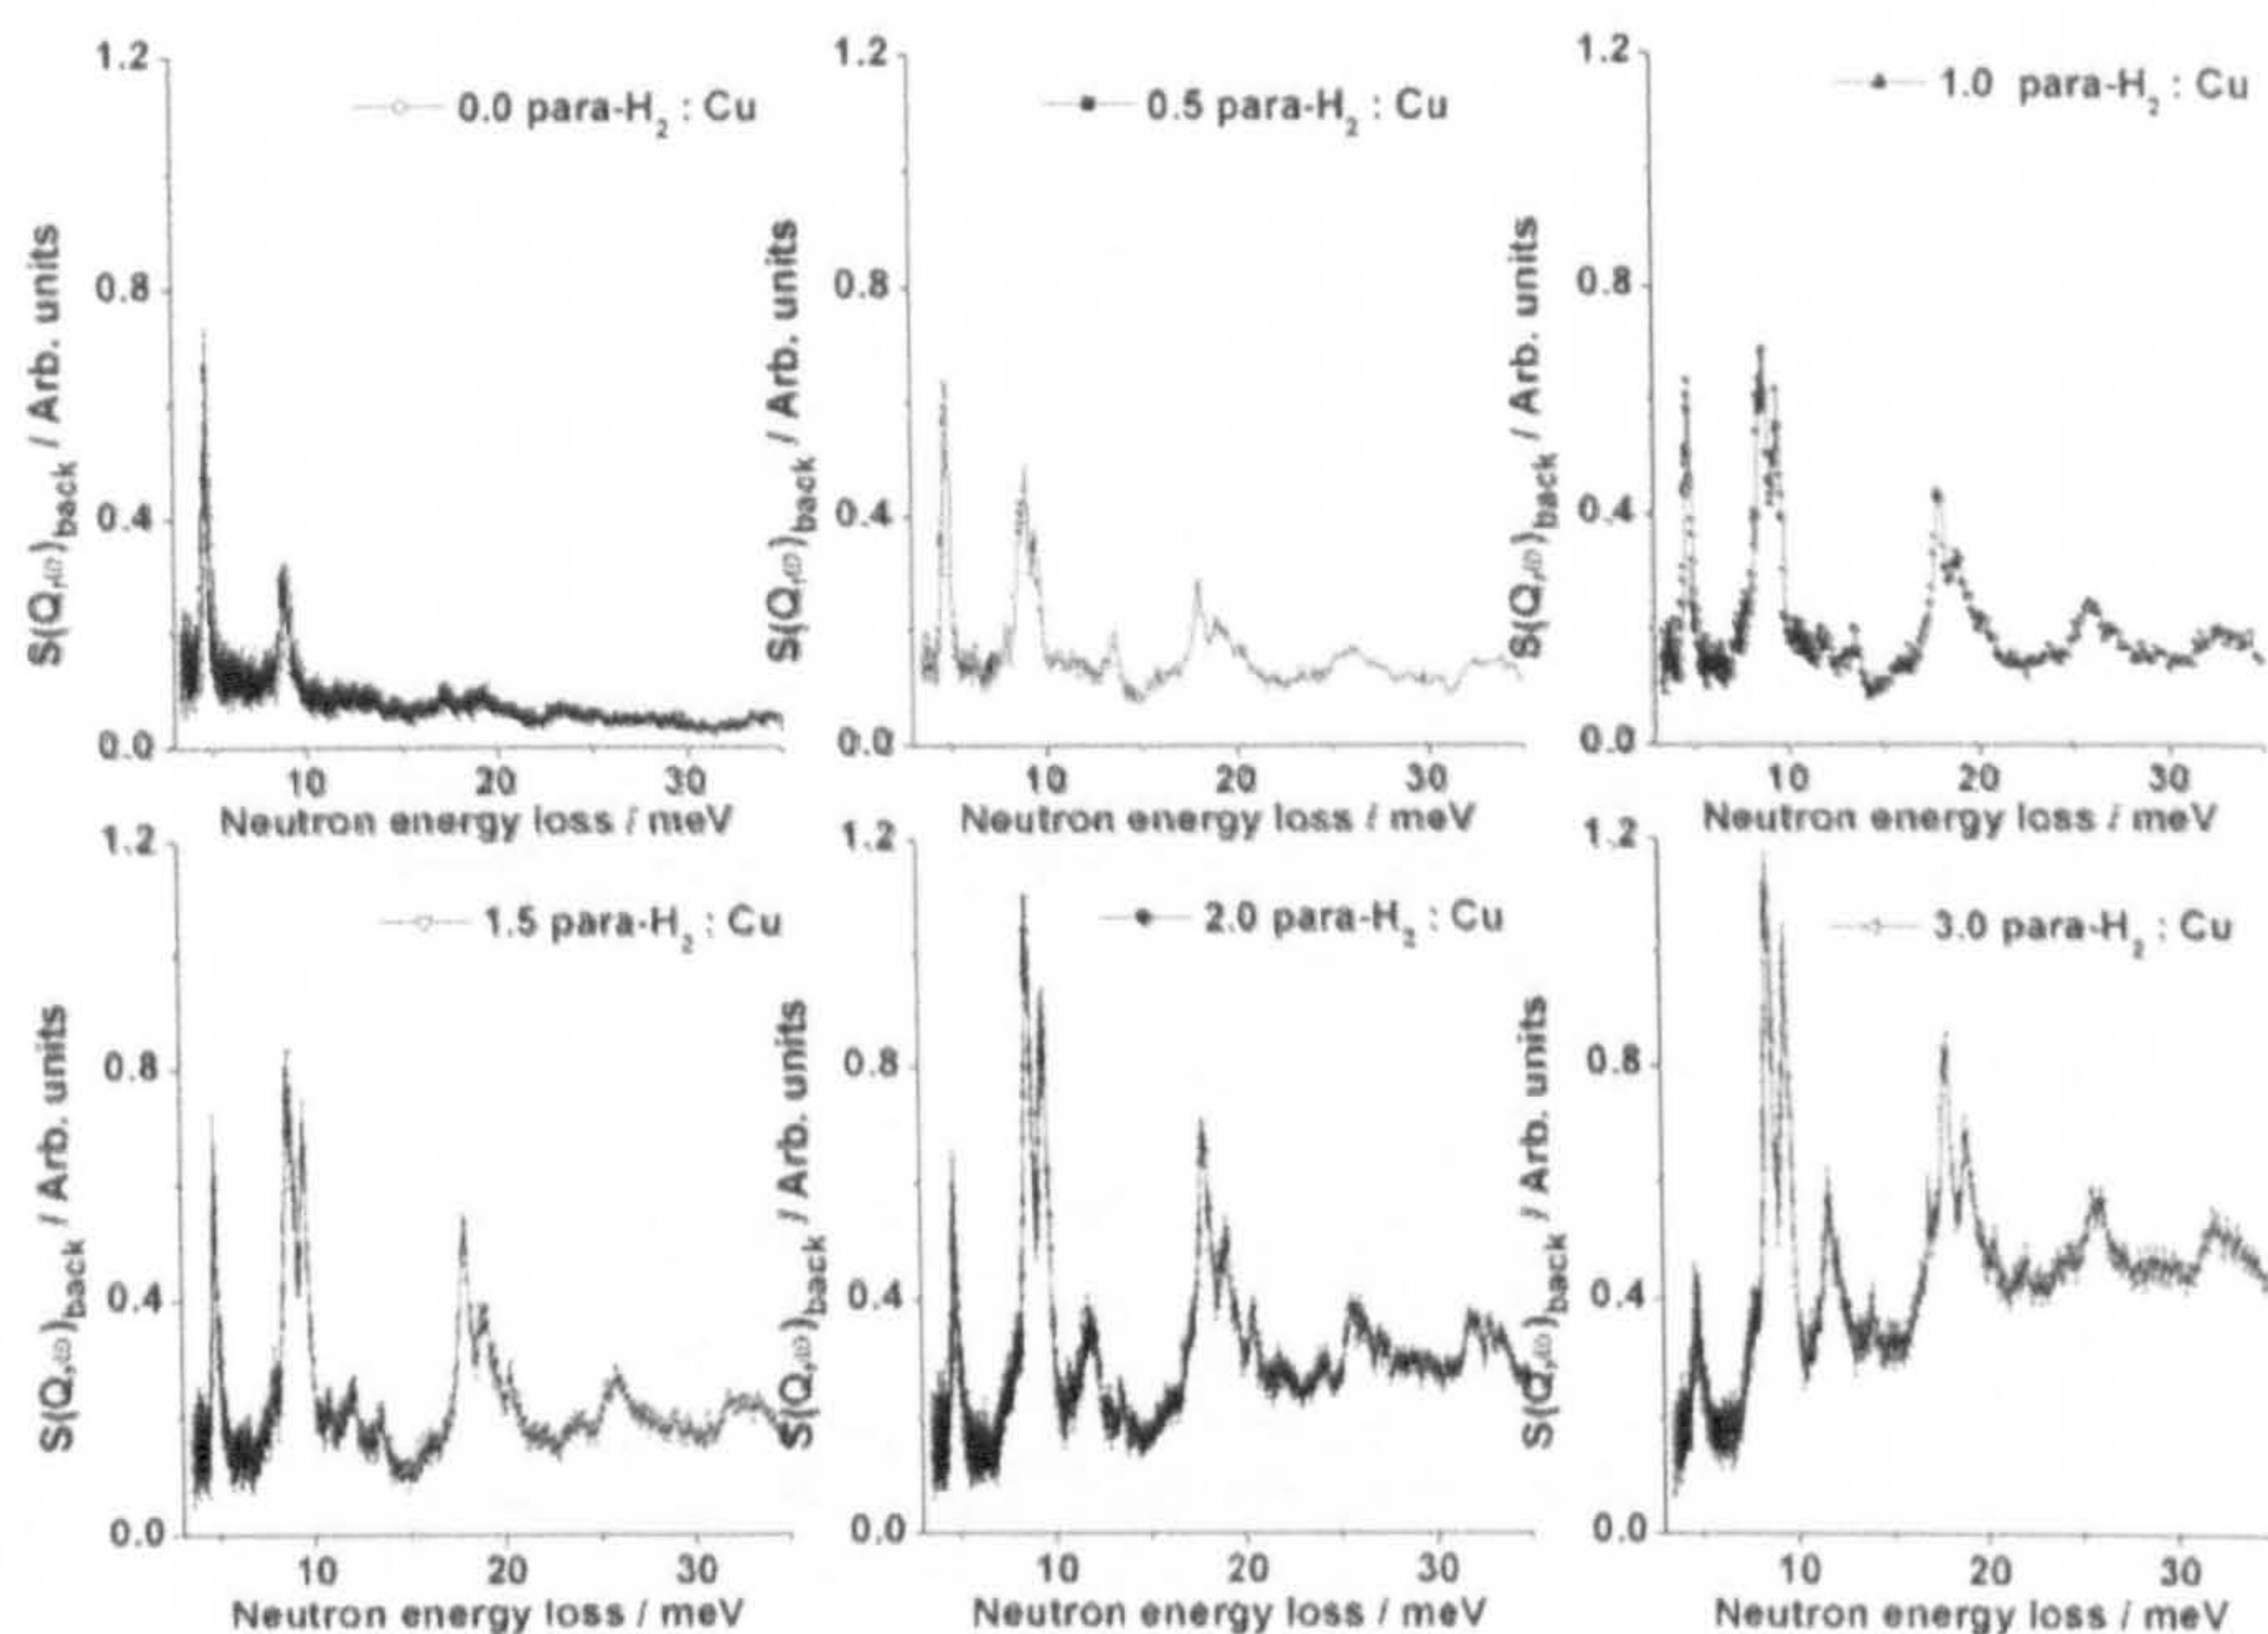 1.2
0.8
0.4
0.0
S(Q,ω)back / Arb. units
0.0 para-H2 : Cu
10 20 30
Neutron energy loss / meV
1.2
0.8
0.4
0.0
S(Q,ω)back / Arb. units
0.5 para-H2 : Cu
10 20 30
Neutron energy loss / meV
1.2
0.8
0.4
0.0
S(Q,ω)back / Arb. units
1.0 para-H2 : Cu
10 20 30
Neutron energy loss / meV
1.2
0.8
0.4
0.0
S(Q,ω)back / Arb. units
1.5 para-H2 : Cu
10 20 30
Neutron energy loss / meV
1.2
0.8
0.4
0.0
S(Q,ω)back / Arb. units
2.0 para-H2 : Cu
10 20 30
Neutron energy loss / meV
1.2
0.8
0.4
0.0
S(Q,ω)back / Arb. units
3.0 para-H2 : Cu
10 20 30
Neutron energy loss / meV